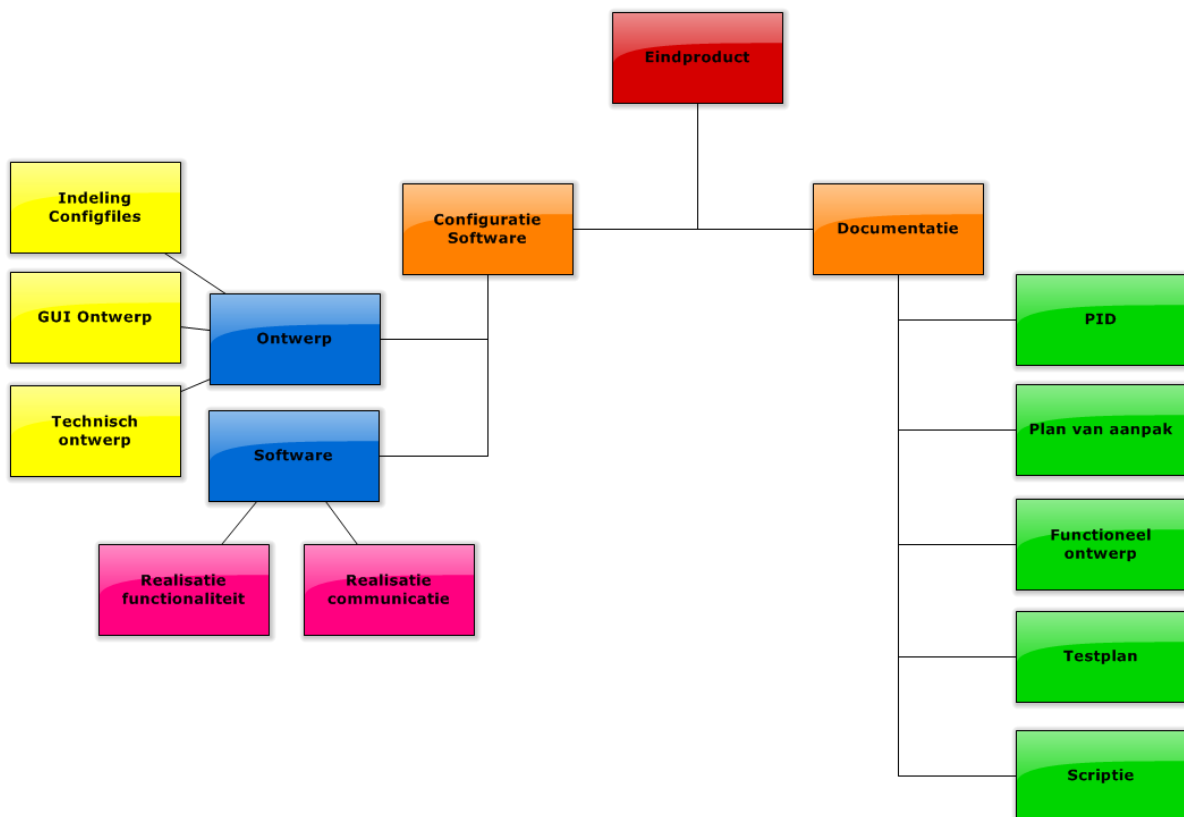 Eindproduct
Indeling
Configfiles
Configuratie
Software
Documentatie
GUI Ontwerp
Ontwerp
PID
Technisch
ontwerp
Software
Plan van aanpak
Realisatie
functionaliteit
Realisatie
communicatie
Functioneel
ontwerp
Testplan
Scriptie